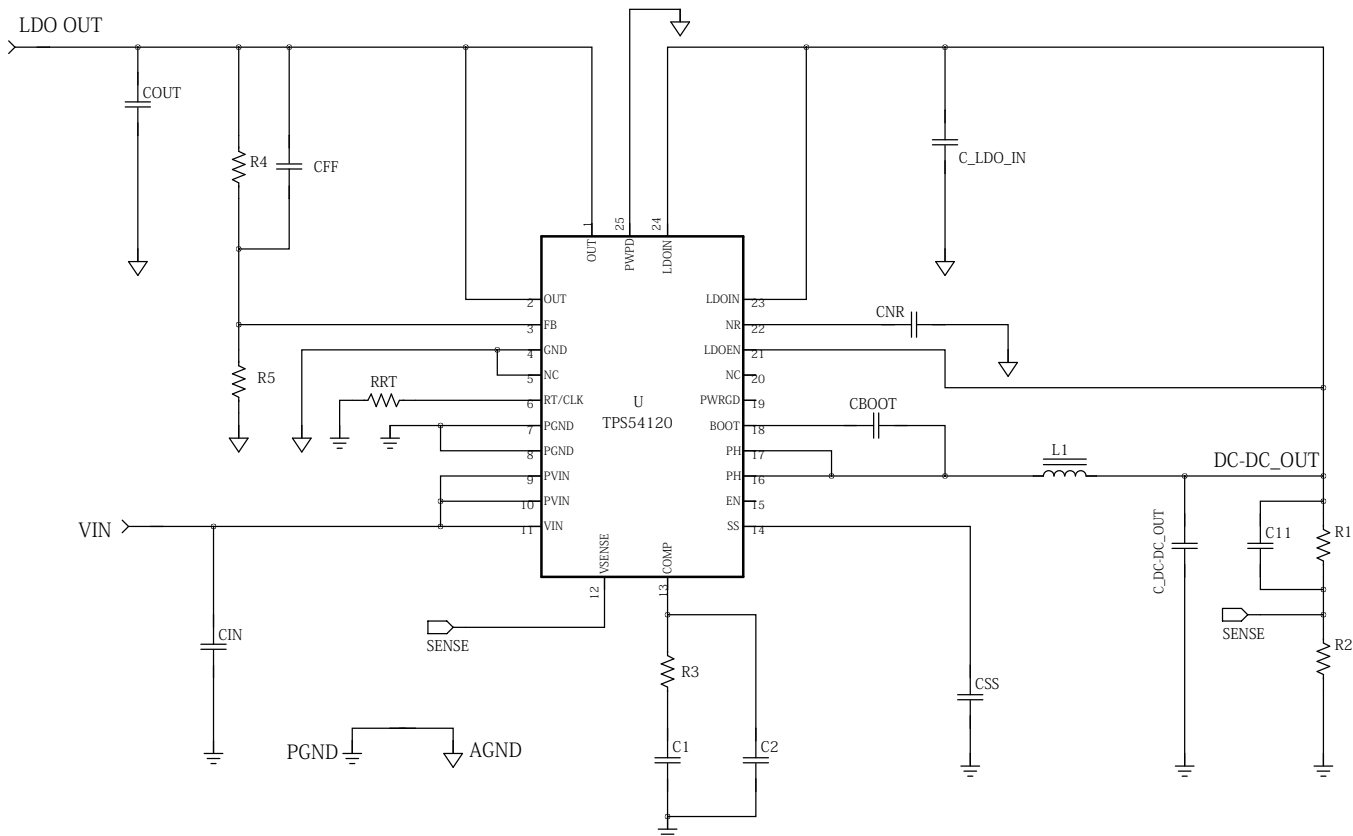 LDO OUT
COUT
R4
CFF
C_LDO_IN
1
25
24
OUT
PWPD
LDOIN
2
OUT
LDOIN
23
3
FB
NR
22
CNR
4
GND
LDOEN
21
R5
5
NC
NC
20
RRT
6
RT/CLK
U
TPS54120
PWRGD
19
CBOOT
7
PGND
BOOT
18
8
PGND
PH
17
L1
DC-DC_OUT
9
PVIN
PH
16
10
PVIN
EN
15
VIN
11
VIN
SS
14
VSENSE
COMP
12
13
C_DC-DC_OUT
C11
R1
SENSE
SENSE
CIN
R3
R2
CSS
PGND
AGND
C1
C2